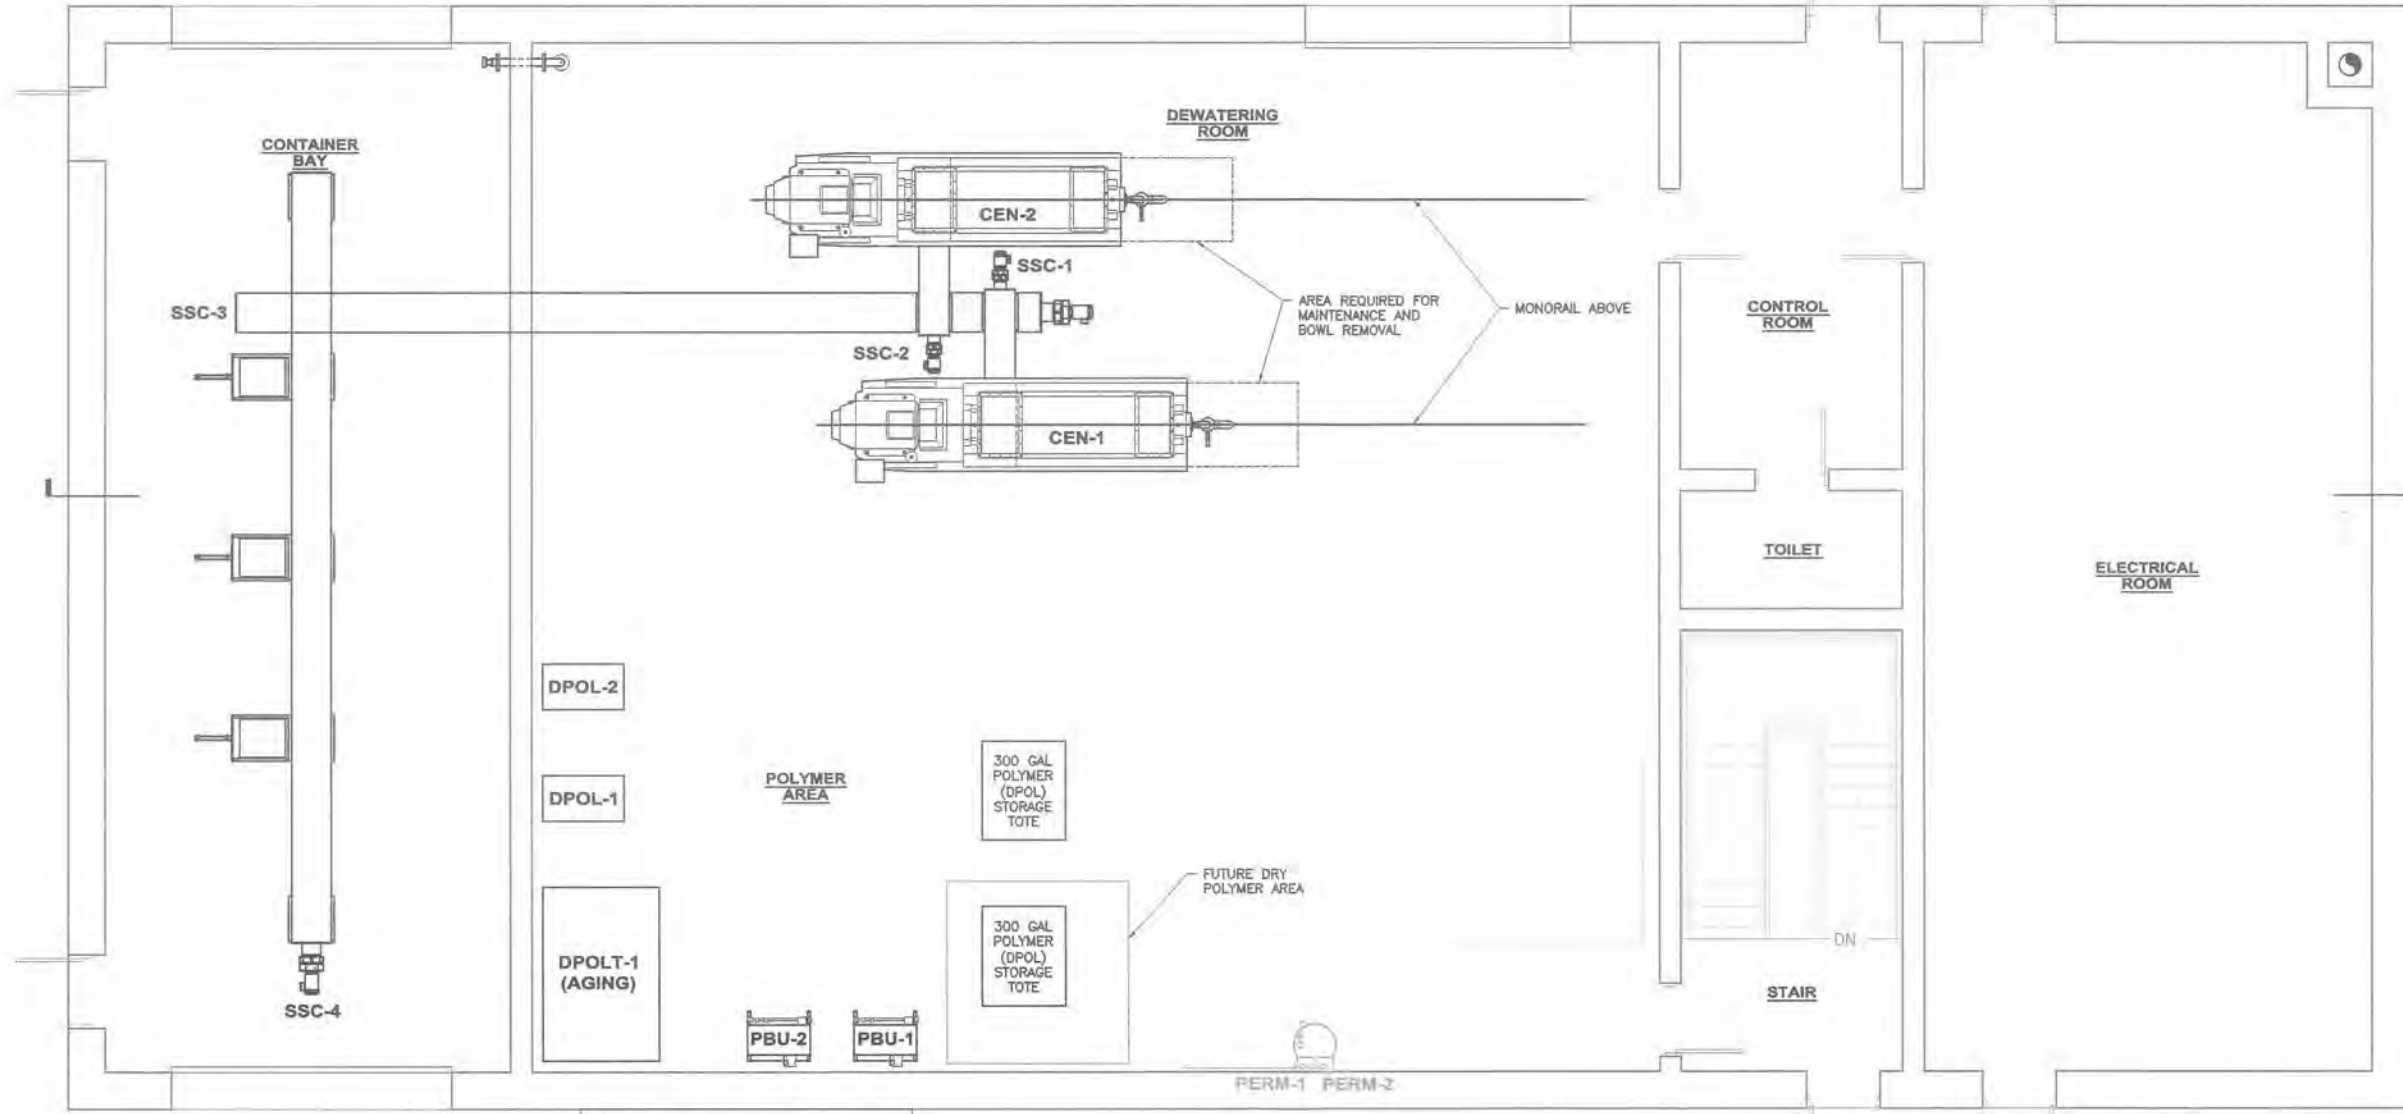 DEWATERING
ROOM
CONTAINER
BAY
CEN-2
SSC-1
SSC-3
AREA REQUIRED FOR
MAINTENANCE AND
BOWL REMOVAL
MONORAIL ABOVE
CONTROL
ROOM
SSC-2
CEN-1
TOILET
ELECTRICAL
ROOM
DPOL-2
DPOL-1
POLYMER
AREA
300 GAL
POLYMER
(DPOL)
STORAGE
TOTE
FUTURE DRY
POLYMER AREA
300 GAL
POLYMER
(DPOL)
STORAGE
TOTE
DPOLT-1
(AGING)
DN
STAIR
SSC-4
PBU-2
PBU-1
PERM-1 PERM-2